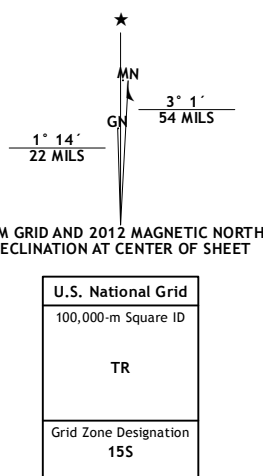 ★
MN
3° 1´
54 MILS
GN
1° 14´
22 MILS
M GRID AND 2012 MAGNETIC NORTH
ECLINATION AT CENTER OF SHEET
U.S. National Grid
100,000-m Square ID
TR
Grid Zone Designation
15S